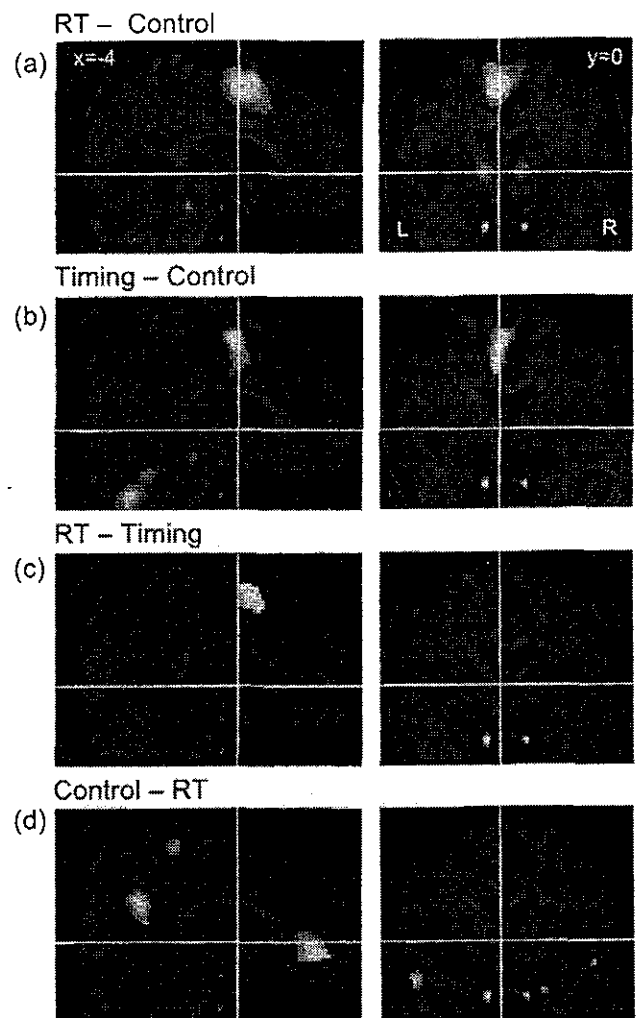 RT – Control
(a)
x=-4
y=0
L
R
Timing – Control
(b)
RT – Timing
(c)
Control – RT
(d)